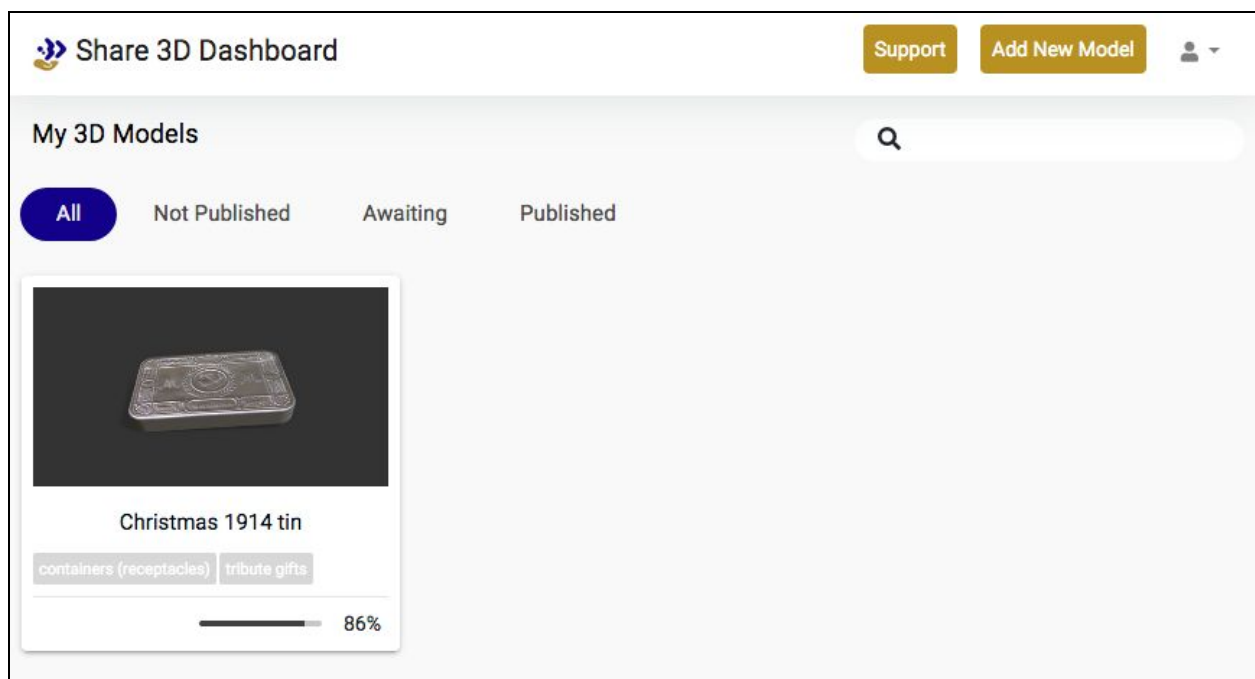 Share 3D Dashboard
Support
Add New Model
My 3D Models
All
Not Published
Awaiting
Published
Christmas 1914 tin
containers (receptacles)
tribute gifts
86%